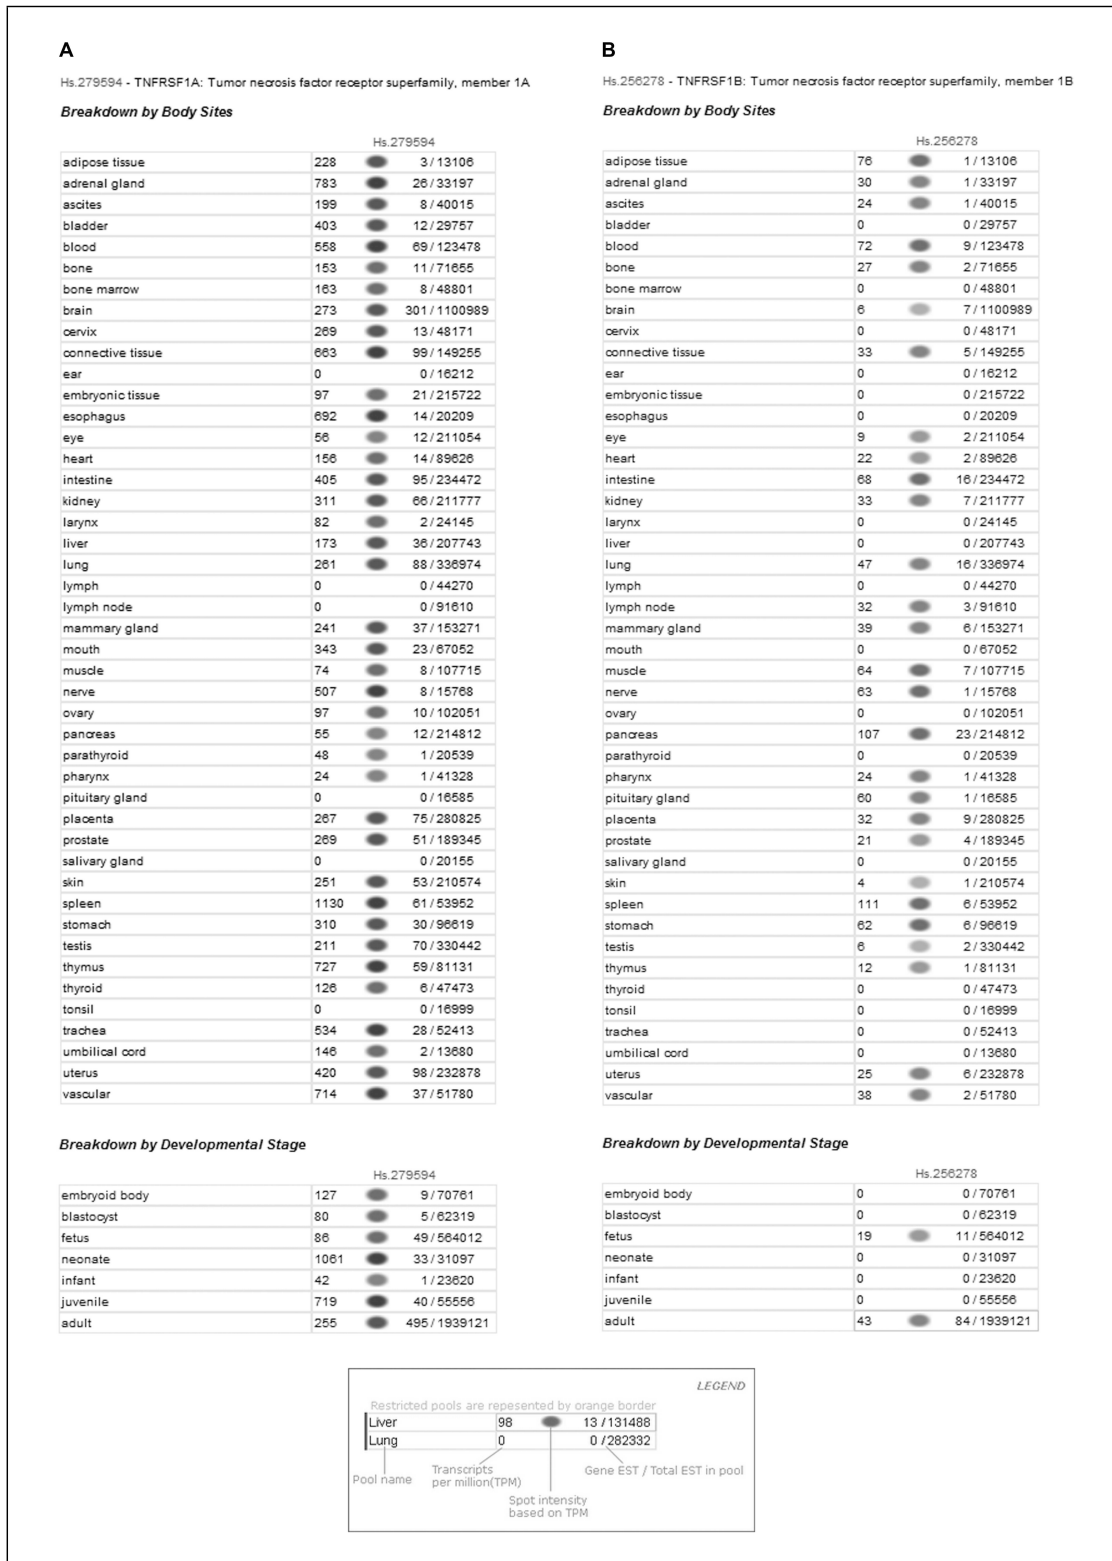 A
Hs.279594 - TNFRSF1A: Tumor necrosis factor receptor superfamily, member 1A
Breakdown by Body Sites
Hs.279594
adipose tissue 228 3 / 13106
adrenal gland 783 26 / 33197
ascites 199 8 / 40015
bladder 403 12 / 29757
blood 558 69 / 123478
bone 153 11 / 71655
bone marrow 163 8 / 48801
brain 273 301 / 1100989
cervix 269 13 / 48171
connective tissue 663 99 / 149255
ear 0 0 / 16212
embryonic tissue 97 21 / 215722
esophagus 692 14 / 20209
eye 56 12 / 211054
heart 156 14 / 89626
intestine 405 95 / 234472
kidney 311 66 / 211777
larynx 82 2 / 24145
liver 173 36 / 207743
lung 261 88 / 336974
lymph 0 0 / 44270
lymph node 0 0 / 91610
mammary gland 241 37 / 153271
mouth 343 23 / 67052
muscle 74 8 / 107715
nerve 507 8 / 15768
ovary 97 10 / 102051
pancreas 55 12 / 214812
parathyroid 48 1 / 20539
pharynx 24 1 / 41328
pituitary gland 0 0 / 16585
placenta 267 75 / 280825
prostate 269 51 / 189345
salivary gland 0 0 / 20155
skin 251 53 / 210574
spleen 1130 61 / 53952
stomach 310 30 / 96619
testis 211 70 / 330442
thymus 727 59 / 81131
thyroid 126 6 / 47473
tonsil 0 0 / 16999
trachea 534 28 / 52413
umbilical cord 146 2 / 13680
uterus 420 98 / 232878
vascular 714 37 / 51780
Breakdown by Developmental Stage
Hs.279594
embryoid body 127 9 / 70761
blastocyst 80 5 / 62319
fetus 86 49 / 564012
neonate 1061 33 / 31097
infant 42 1 / 23620
juvenile 719 40 / 55556
adult 255 495 / 1939121
B
Hs.256278 - TNFRSF1B: Tumor necrosis factor receptor superfamily, member 1B
Breakdown by Body Sites
Hs.256278
adipose tissue 76 1 / 13106
adrenal gland 30 1 / 33197
ascites 24 1 / 40015
bladder 0 0 / 29757
blood 72 9 / 123478
bone 27 2 / 71655
bone marrow 0 0 / 48801
brain 6 7 / 1100989
cervix 0 0 / 48171
connective tissue 33 5 / 149255
ear 0 0 / 16212
embryonic tissue 0 0 / 215722
esophagus 0 0 / 20209
eye 9 2 / 211054
heart 22 2 / 89626
intestine 68 16 / 234472
kidney 33 7 / 211777
larynx 0 0 / 24145
liver 0 0 / 207743
lung 47 16 / 336974
lymph 0 0 / 44270
lymph node 32 3 / 91610
mammary gland 39 6 / 153271
mouth 0 0 / 67052
muscle 64 7 / 107715
nerve 63 1 / 15768
ovary 0 0 / 102051
pancreas 107 23 / 214812
parathyroid 0 0 / 20539
pharynx 24 1 / 41328
pituitary gland 60 1 / 16585
placenta 32 9 / 280825
prostate 21 4 / 189345
salivary gland 0 0 / 20155
skin 4 1 / 210574
spleen 111 6 / 53952
stomach 62 6 / 96619
testis 6 2 / 330442
thymus 12 1 / 81131
thyroid 0 0 / 47473
tonsil 0 0 / 16999
trachea 0 0 / 52413
umbilical cord 0 0 / 13680
uterus 25 6 / 232878
vascular 38 2 / 51780
Breakdown by Developmental Stage
Hs.256278
embryoid body 0 0 / 70761
blastocyst 0 0 / 62319
fetus 19 11 / 564012
neonate 0 0 / 31097
infant 0 0 / 23620
juvenile 0 0 / 55556
adult 43 84 / 1939121
LEGEND
Restricted pools are repesented by orange border
Liver 98 13 / 131488
Lung 0 0 / 282332
Pool name
Transcripts
per million(TPM)
Gene EST / Total EST in pool
Spot intensity
based on TPM